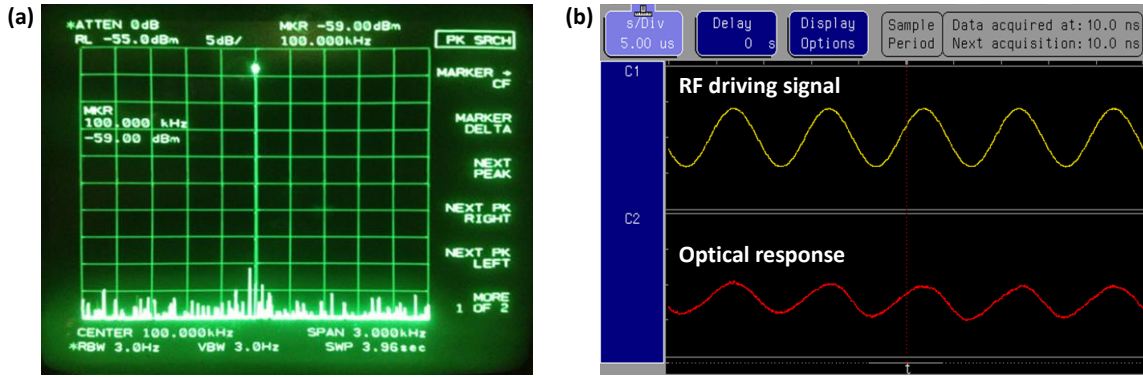 (a)
*ATTEN 0dB
RL -55.0dBm
5dB/
MKR -59.00dBm
100.000kHz
PK SRCH
MARKER →
CF
MKR
100.000 kHz
-59.00 dBm
MARKER
DELTA
NEXT
PEAK
NEXT PK
RIGHT
NEXT PK
LEFT
MORE
1 OF 2
CENTER 100.000kHz
SPAN 3.000kHz
*RBW 3.0Hz
VBW 3.0Hz
SWP 3.96sec
(b)
s/Div
5.00 us
Delay
0 s
Display
Options
Sample
Period
Data acquired at: 10.0 ns
Next acquisition: 10.0 ns
C1
RF driving signal
C2
Optical response
t